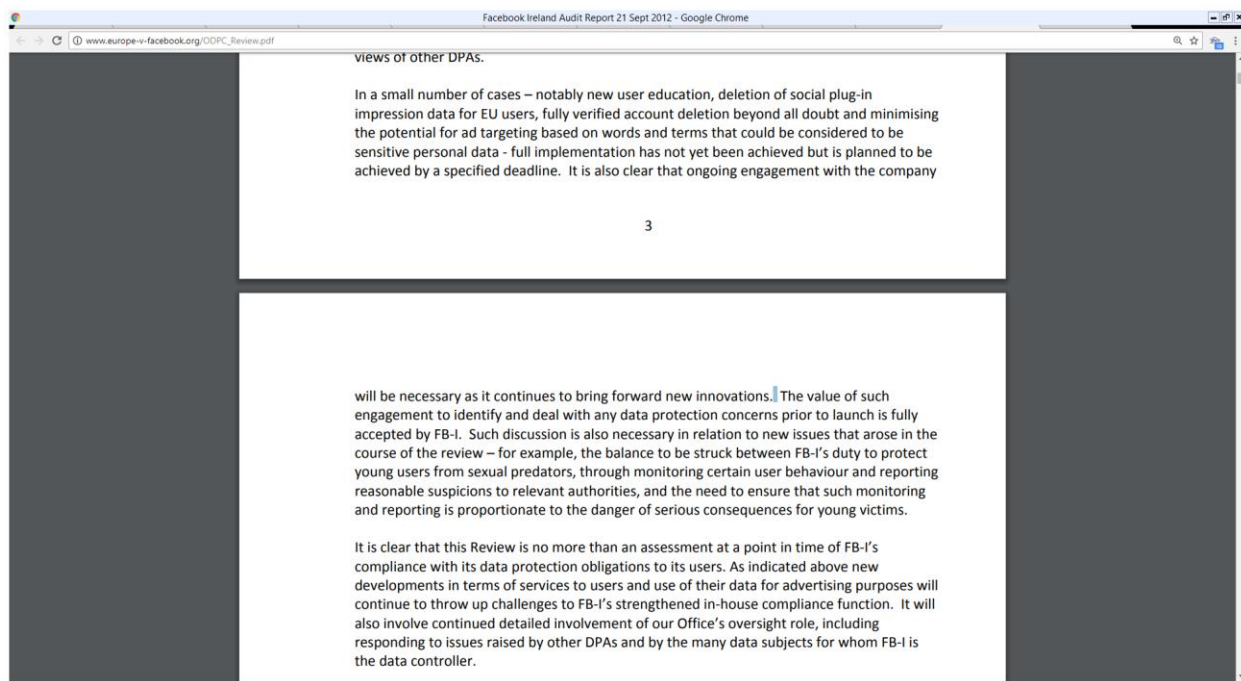 Facebook Ireland Audit Report 21 Sept 2012 - Google Chrome
www.europe-v-facebook.org/ODPC_Review.pdf
views of other DPAs.
In a small number of cases – notably new user education, deletion of social plug-in
impression data for EU users, fully verified account deletion beyond all doubt and minimising
the potential for ad targeting based on words and terms that could be considered to be
sensitive personal data - full implementation has not yet been achieved but is planned to be
achieved by a specified deadline. It is also clear that ongoing engagement with the company
3
will be necessary as it continues to bring forward new innovations. The value of such
engagement to identify and deal with any data protection concerns prior to launch is fully
accepted by FB-I. Such discussion is also necessary in relation to new issues that arose in the
course of the review – for example, the balance to be struck between FB-I’s duty to protect
young users from sexual predators, through monitoring certain user behaviour and reporting
reasonable suspicions to relevant authorities, and the need to ensure that such monitoring
and reporting is proportionate to the danger of serious consequences for young victims.
It is clear that this Review is no more than an assessment at a point in time of FB-I’s
compliance with its data protection obligations to its users. As indicated above new
developments in terms of services to users and use of their data for advertising purposes will
continue to throw up challenges to FB-I’s strengthened in-house compliance function. It will
also involve continued detailed involvement of our Office’s oversight role, including
responding to issues raised by other DPAs and by the many data subjects for whom FB-I is
the data controller.